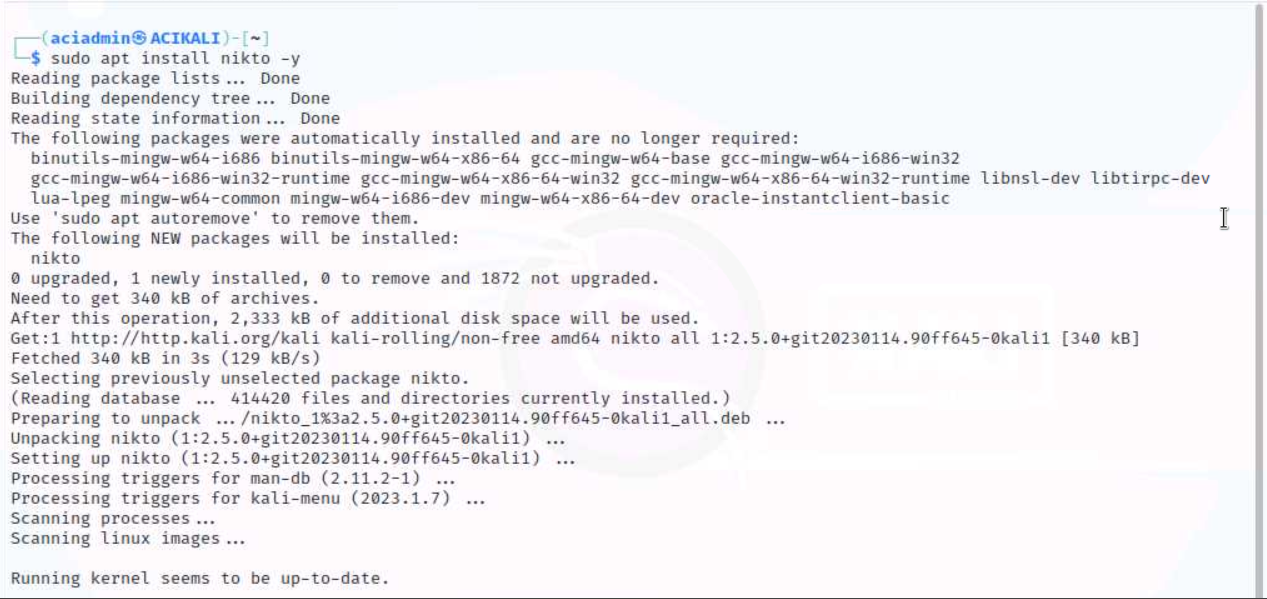 ┌──(aciadmin㉿ACIKALI)-[~]
└─$ sudo apt install nikto -y
Reading package lists... Done
Building dependency tree... Done
Reading state information... Done
The following packages were automatically installed and are no longer required:
  binutils-mingw-w64-i686 binutils-mingw-w64-x86-64 gcc-mingw-w64-base gcc-mingw-w64-i686-win32
  gcc-mingw-w64-i686-win32-runtime gcc-mingw-w64-x86-64-win32 gcc-mingw-w64-x86-64-win32-runtime libnsl-dev libtirpc-dev
  lua-lpeg mingw-w64-common mingw-w64-i686-dev mingw-w64-x86-64-dev oracle-instantclient-basic
Use 'sudo apt autoremove' to remove them.
The following NEW packages will be installed:
  nikto
0 upgraded, 1 newly installed, 0 to remove and 1872 not upgraded.
Need to get 340 kB of archives.
After this operation, 2,333 kB of additional disk space will be used.
Get:1 http://http.kali.org/kali kali-rolling/non-free amd64 nikto all 1:2.5.0+git20230114.90ff645-0kali1 [340 kB]
Fetched 340 kB in 3s (129 kB/s)
Selecting previously unselected package nikto.
(Reading database ... 414420 files and directories currently installed.)
Preparing to unpack .../nikto_1%3a2.5.0+git20230114.90ff645-0kali1_all.deb ...
Unpacking nikto (1:2.5.0+git20230114.90ff645-0kali1) ...
Setting up nikto (1:2.5.0+git20230114.90ff645-0kali1) ...
Processing triggers for man-db (2.11.2-1) ...
Processing triggers for kali-menu (2023.1.7) ...
Scanning processes...
Scanning linux images...

Running kernel seems to be up-to-date.